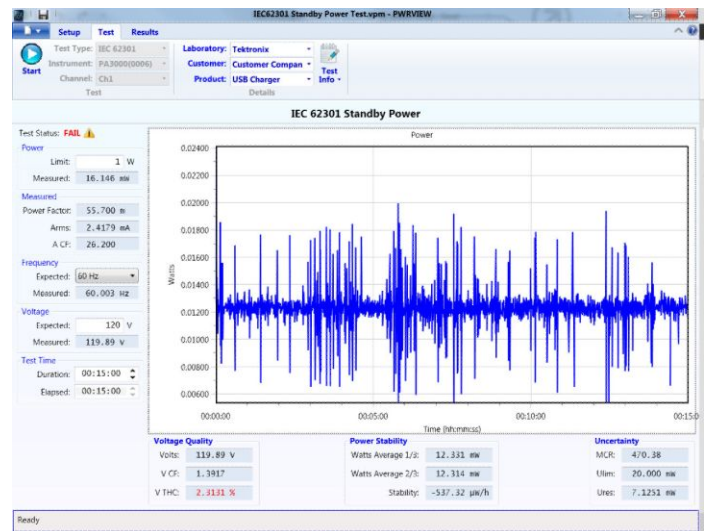 IEC62301 Standby Power Test.vpm - PWRVIEW
Setup Test Results
Start
Test Type: IEC 62301
Instrument: PA3000(0006)
Channel: Ch1
Test
Laboratory: Tektronix
Customer: Customer Compan
Product: USB Charger
Test
Info
Details
IEC 62301 Standby Power
Test Status: FAIL
Power
Limit: 1 W
Measured: 16.146 mW
Measured
Power Factor: 55.700 m
Arms: 2.4179 mA
A CF: 26.200
Frequency
Expected: 60 Hz
Measured: 60.003 Hz
Voltage
Expected: 120 V
Measured: 119.89 V
Test Time
Duration: 00:15:00
Elapsed: 00:15:00
Power
0.02400
0.02200
0.02000
0.01800
0.01600
0.01400
0.01200
0.01000
0.00800
0.00600
Watts
00:00:00 00:05:00 00:10:00 00:15:0
Time (hh:mm:ss)
Voltage Quality
Volts: 119.89 V
V CF: 1.3917
V THC: 2.3131 %
Power Stability
Watts Average 1/3: 12.331 mW
Watts Average 2/3: 12.314 mW
Stability: -537.32 µW/h
Uncertainty
MCR: 470.38
Ulim: 20.000 mW
Ures: 7.1251 mW
Ready